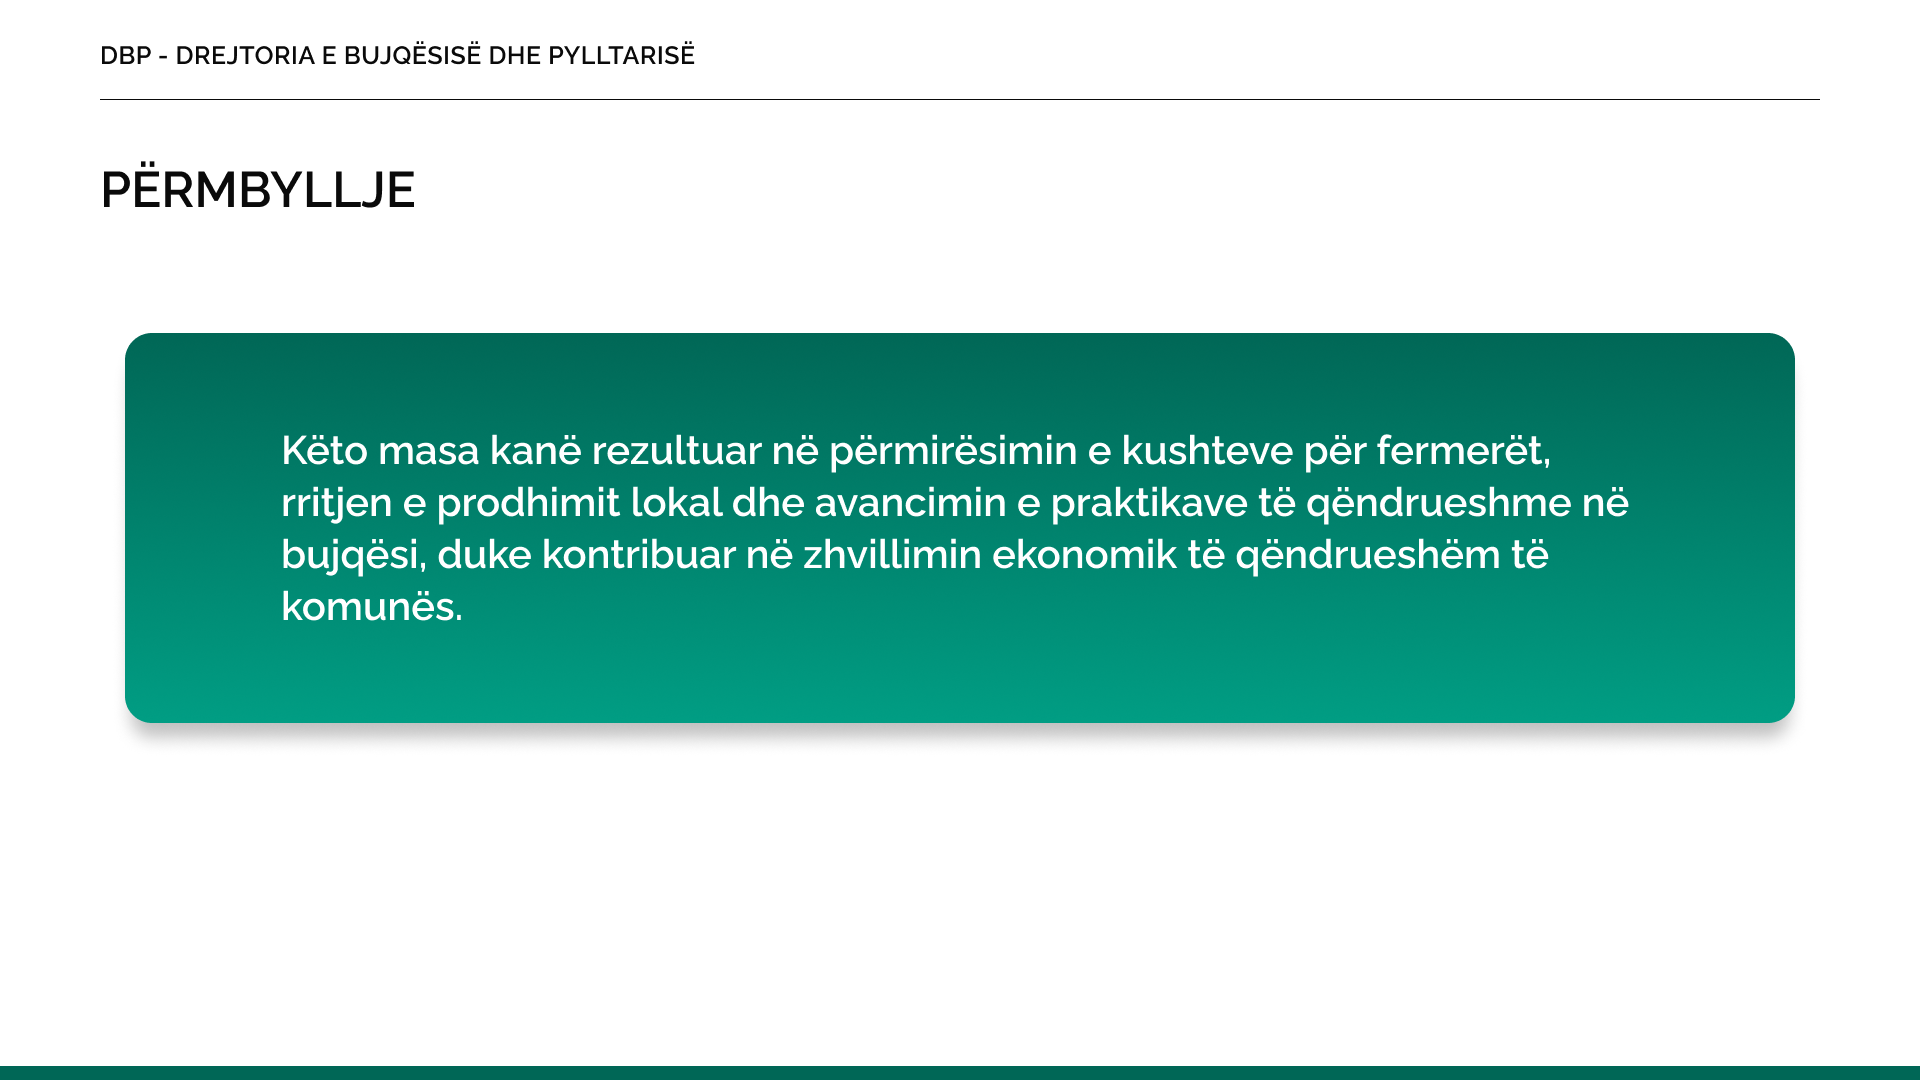 DBP - DREJTORIA E BUJQËSISË DHE PYLLTARISË
PËRMBYLLJE
Këto masa kanë rezultuar në përmirësimin e kushteve për fermerët,
rritjen e prodhimit lokal dhe avancimin e praktikave të qëndrueshme në
bujqësi, duke kontribuar në zhvillimin ekonomik të qëndrueshëm të
komunës.